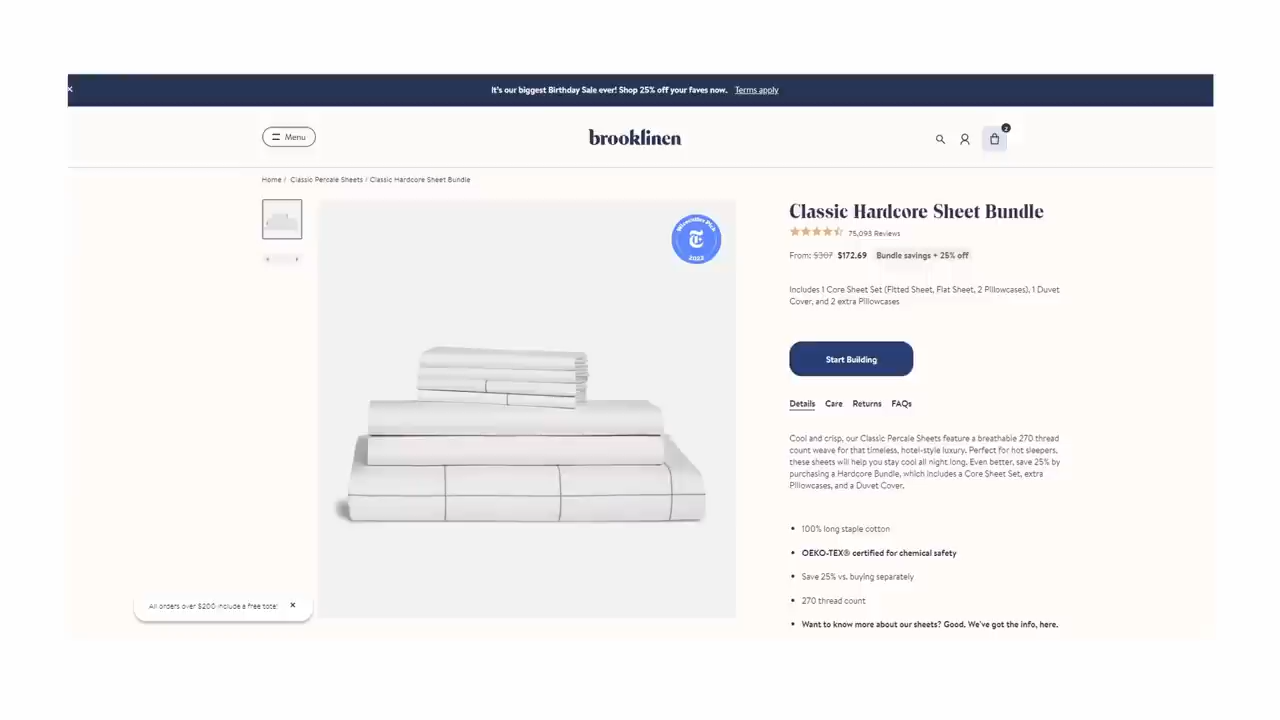 It's our biggest Birthday Sale ever! Shop 25% off your faves now. Terms apply
Menu
brooklinen
2
Home / Classic Percale Sheets / Classic Hardcore Sheet Bundle
Wirecutter Pick
T
2022
Classic Hardcore Sheet Bundle
75,093 Reviews
From: $307 $172.69 Bundle savings + 25% off
Includes 1 Core Sheet Set (Fitted Sheet, Flat Sheet, 2 Pillowcases), 1 Duvet
Cover, and 2 extra Pillowcases
Start Building
Details Care Returns FAQs
Cool and crisp, our Classic Percale Sheets feature a breathable 270 thread
count weave for that timeless, hotel-style luxury. Perfect for hot sleepers,
these sheets will help you stay cool all night long. Even better, save 25% by
purchasing a Hardcore Bundle, which includes a Core Sheet Set, extra
Pillowcases, and a Duvet Cover.
• 100% long staple cotton
• OEKO-TEX® certified for chemical safety
• Save 25% vs. buying separately
• 270 thread count
• Want to know more about our sheets? Good. We've got the info, here.
All orders over $200 include a free tote!